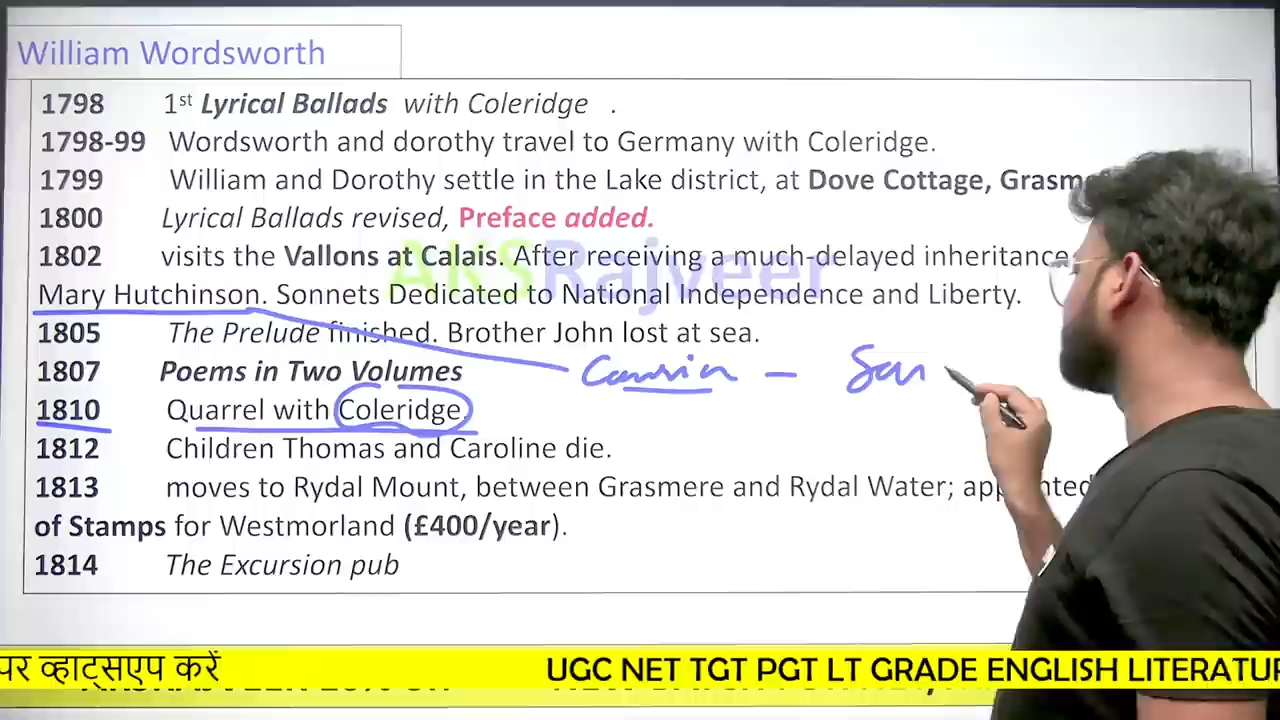 William Wordsworth
1798 1st Lyrical Ballads with Coleridge .
1798-99 Wordsworth and dorothy travel to Germany with Coleridge.
1799 William and Dorothy settle in the Lake district, at Dove Cottage,
1800 Lyrical Ballads revised, Preface added.
1802 visits the Vallons at Calais. After receiving a much-delayed inheritance
AKSRajveer
Mary Hutchinson. Sonnets Dedicated to National Independence and Liberty.
1805 The Prelude finished. Brother John lost at sea.
1807 Poems in Two Volumes
1810 Quarrel with Coleridge.
1812 Children Thomas and Caroline die.
1813 moves to Rydal Mount, between Grasmere and Rydal Water;
of Stamps for Westmorland (£400/year).
1814 The Excursion pub
पर व्हाट्सएप करें UGC NET TGT PGT LT GRADE ENGLISH